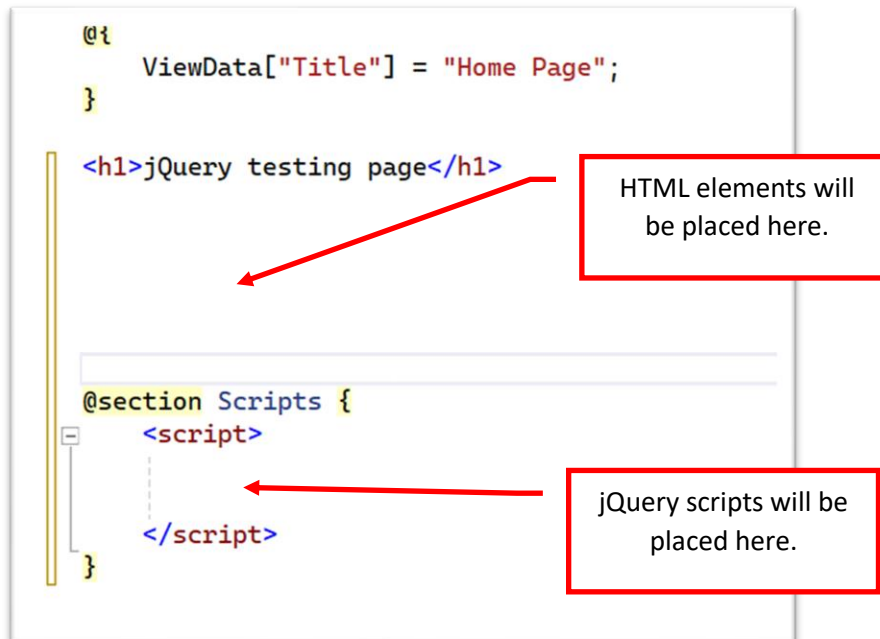 @{
ViewData["Title"] = "Home Page";
}
<h1>jQuery testing page</h1>
HTML elements will
be placed here.
@section Scripts {
<script>
jQuery scripts will be
placed here.
</script>
}